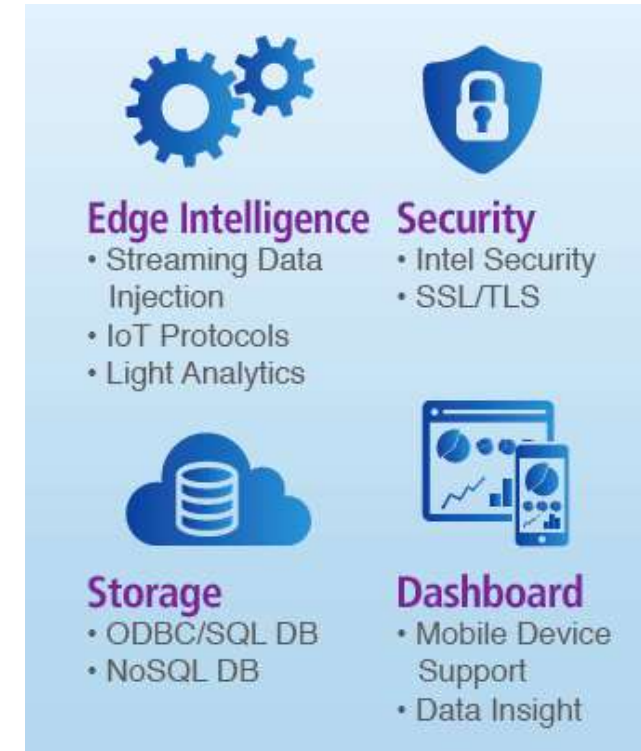 Edge Intelligence
• Streaming Data
Injection
• IoT Protocols
• Light Analytics
Security
• Intel Security
• SSL/TLS
Storage
• ODBC/SQL DB
• NoSQL DB
Dashboard
• Mobile Device
Support
• Data Insight